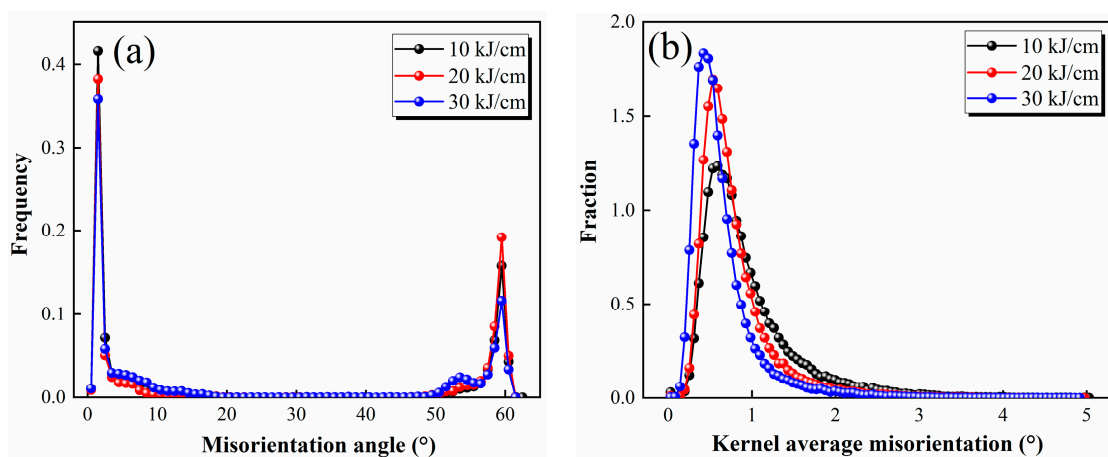 (a)
10 kJ/cm
20 kJ/cm
30 kJ/cm
Frequency
0.4
0.3
0.2
0.1
0.0
0 10 20 30 40 50 60
Misorientation angle (°)
(b)
10 kJ/cm
20 kJ/cm
30 kJ/cm
Fraction
2.0
1.5
1.0
0.5
0.0
0 1 2 3 4 5
Kernel average misorientation (°)